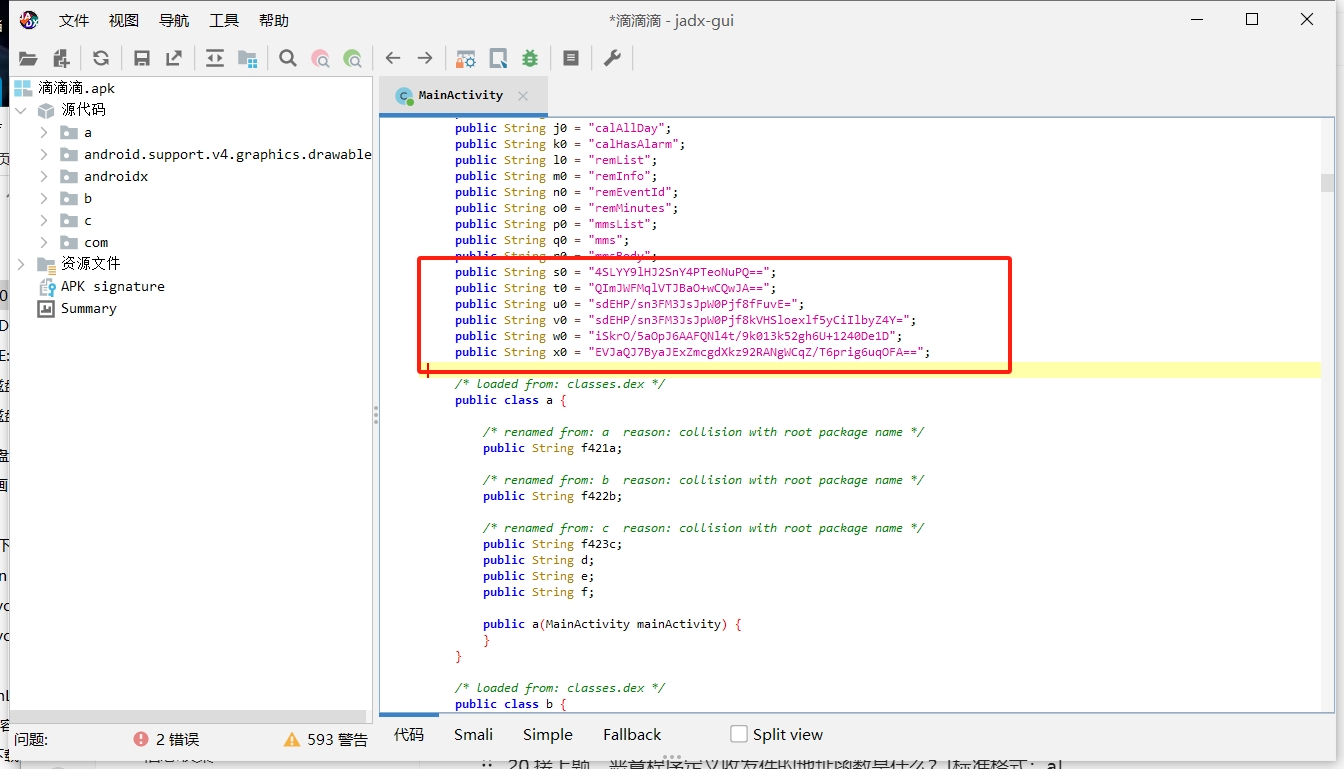 文件 视图 导航 工具 帮助
*滴滴滴 - jadx-gui
滴滴滴.apk
源代码
a
android.support.v4.graphics.drawable
androidx
b
c
com
资源文件
APK signature
Summary
问题:
2 错误
593 警告
MainActivity
public String j0 = "calAllDay";
public String k0 = "calHasAlarm";
public String l0 = "remList";
public String m0 = "remInfo";
public String n0 = "remEventId";
public String o0 = "remMinutes";
public String p0 = "mmsList";
public String q0 = "mms";
public String r0 = "mmsBody";
public String s0 = "4SLYY9lHJ2SnY4PTeoNuPQ==";
public String t0 = "QImJWFMqlVTJBaO+wCQwJA==";
public String u0 = "sdEHP/sn3FM3JsJpW0Pjf8fFuvE=";
public String v0 = "sdEHP/sn3FM3JsJpW0Pjf8kVHSloexlf5yCiIlbyZ4Y=";
public String w0 = "iSkrO/5aOpJ6AAFQNl4t/9k013k52gh6U+1240De1D";
public String x0 = "EVJaQJ7ByaJExZmcgdXkz92RANgWCqZ/T6prig6uqOFA==";
/* loaded from: classes.dex */
public class a {
/* renamed from: a reason: collision with root package name */
public String f421a;
/* renamed from: b reason: collision with root package name */
public String f422b;
/* renamed from: c reason: collision with root package name */
public String f423c;
public String d;
public String e;
public String f;
public a(MainActivity mainActivity) {
}
}
/* loaded from: classes.dex */
public class b {
代码 Smali Simple Fallback Split view